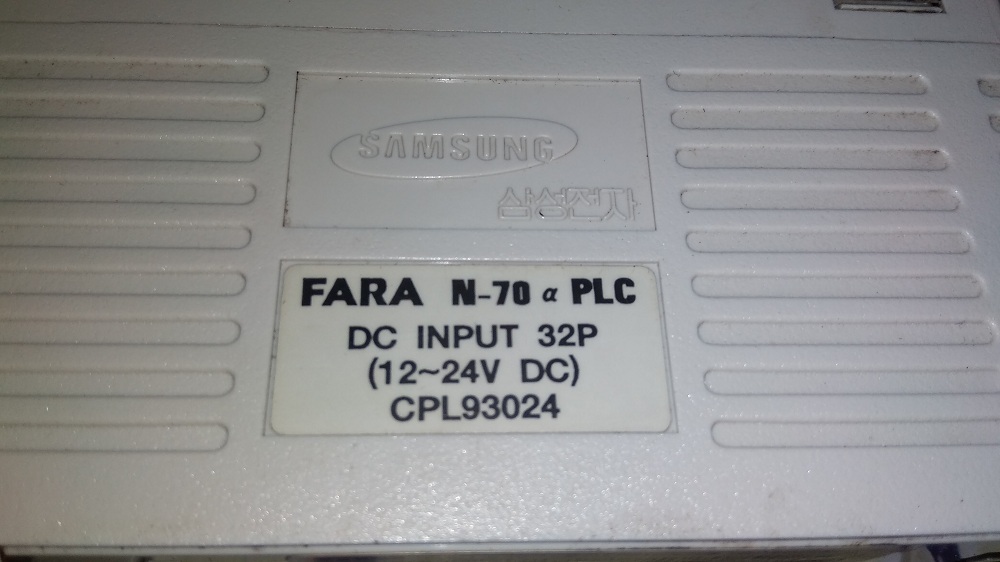 SAMSUNG
삼성전자
FARA N-70 α PLC
DC INPUT 32P
(12~24V DC)
CPL93024